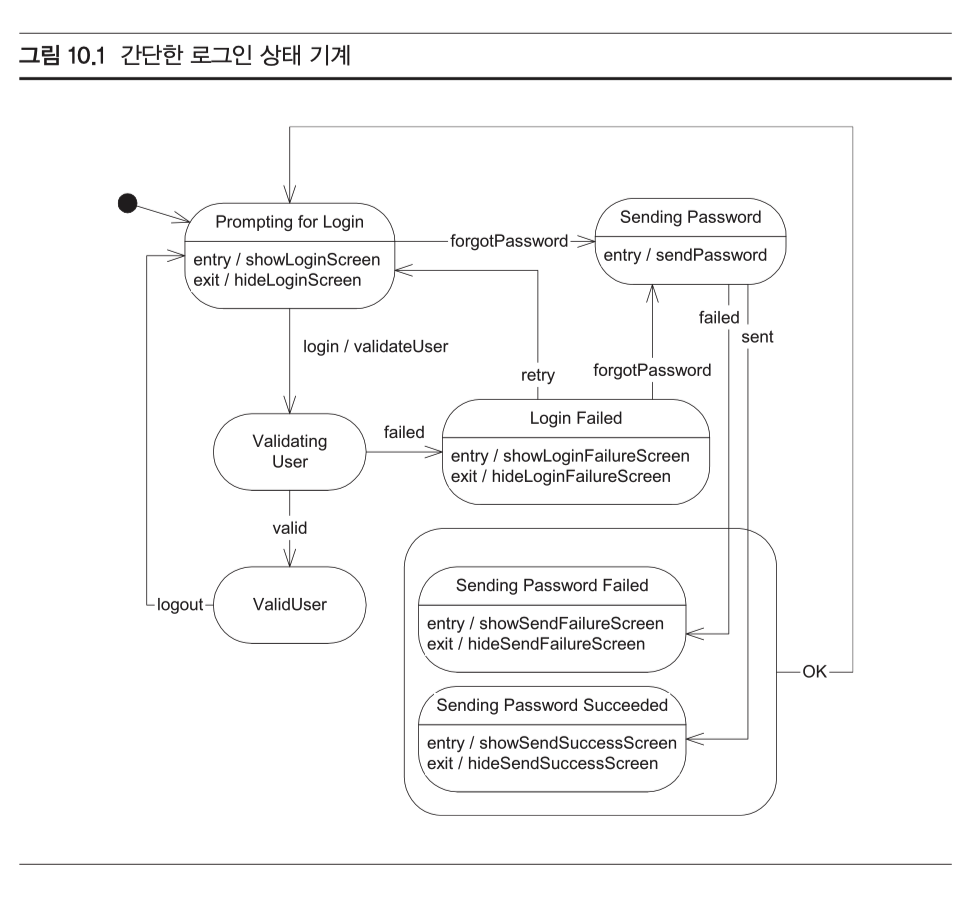 그림 10.1 간단한 로그인 상태 기계
Prompting for Login
entry / showLoginScreen
exit / hideLoginScreen
forgotPassword
Sending Password
entry / sendPassword
failed
sent
login / validateUser
retry
forgotPassword
Validating
User
failed
Login Failed
entry / showLoginFailureScreen
exit / hideLoginFailureScreen
valid
ValidUser
logout
Sending Password Failed
entry / showSendFailureScreen
exit / hideSendFailureScreen
OK
Sending Password Succeeded
entry / showSendSuccessScreen
exit / hideSendSuccessScreen